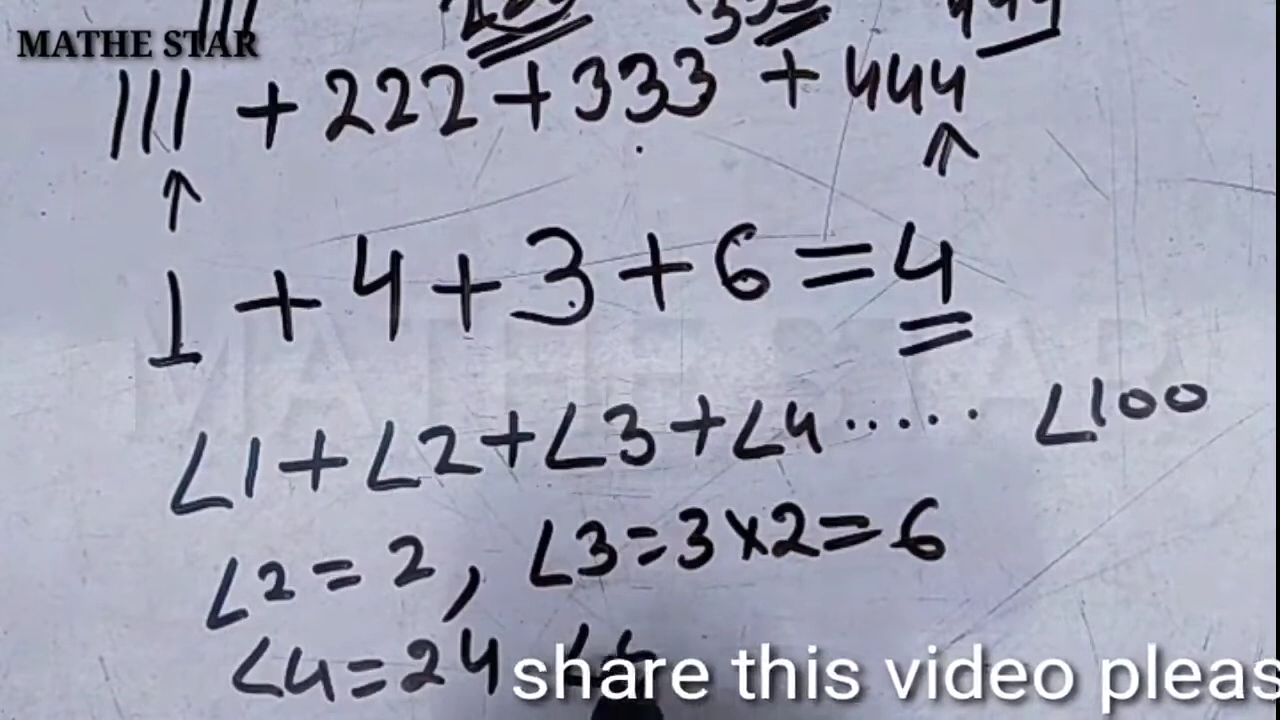 MATHE STAR
111 + 222 + 333 + 444
↑ ↑
1 + 4 + 3 + 6 = 4
∠1 + ∠2 + ∠3 + ∠4 ..... ∠100
∠2 = 2, ∠3 = 3 × 2 = 6
∠4 = 24
share this video pleas